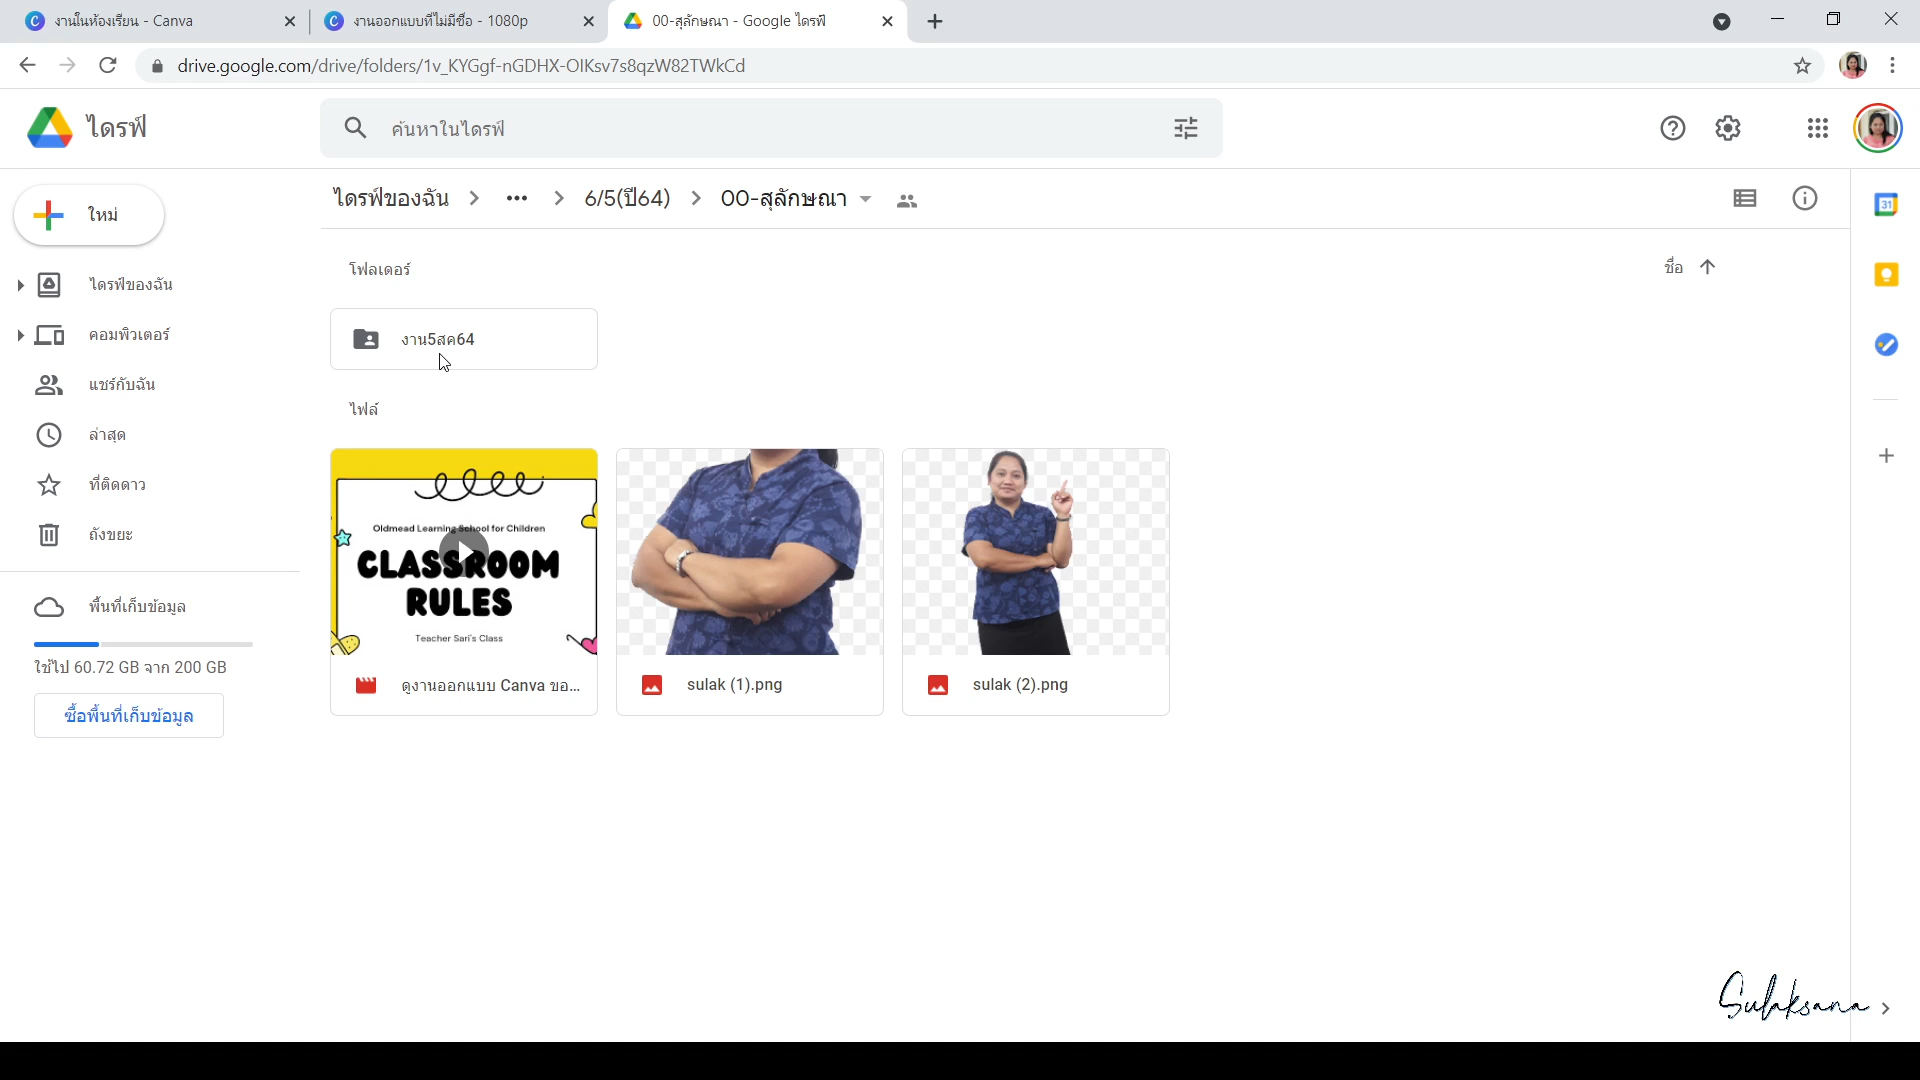 งานในห้องเรียน - Canva
งานออกแบบที่ไม่มีชื่อ - 1080p
00-สุลักษณา - Google ไดรฟ์
drive.google.com/drive/folders/1v_KYGgf-nGDHX-OIKsv7s8qzW82TWkCd
ไดรฟ์
ค้นหาในไดรฟ์
ใหม่
ไดรฟ์ของฉัน
6/5(ปี64)
00-สุลักษณา
31
โฟลเดอร์
ชื่อ
ไดรฟ์ของฉัน
คอมพิวเตอร์
งาน5สค64
แชร์กับฉัน
ไฟล์
ล่าสุด
ที่ติดดาว
ถังขยะ
Oldmead Learning School for Children
CLASSROOM
RULES
Teacher Sari's Class
พื้นที่เก็บข้อมูล
ใช้ไป 60.72 GB จาก 200 GB
ดูงานออกแบบ Canva ขอ...
sulak (1).png
sulak (2).png
ซื้อพื้นที่เก็บข้อมูล
Sulaksana